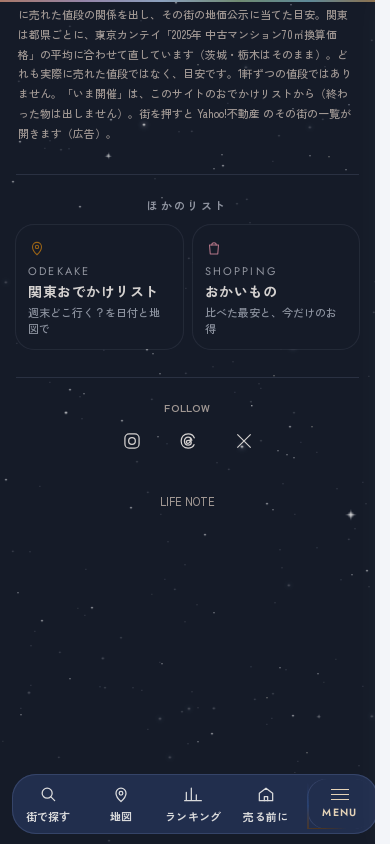 に売れた値段の関係を出し、その街の地価公示に当てた目安。関東
は都県ごとに、東京カンテイ「2025年 中古マンション70㎡換算価
格」の平均に合わせて直しています（茨城・栃木はそのまま）。ど
れも実際に売れた値段ではなく、目安です。1軒ずつの値段ではあり
ません。「いま開催」は、このサイトのおでかけリストから（終わ
った物は出しません）。街を押すと Yahoo!不動産 のその街の一覧が
開きます（広告）。
ほかのリスト
ODEKAKE
関東おでかけリスト
週末どこ行く？を日付と地
図で
SHOPPING
おかいもの
比べた最安と、今だけのお
得
FOLLOW
LIFE NOTE
街で探す
地図
ランキング
売る前に
MENU